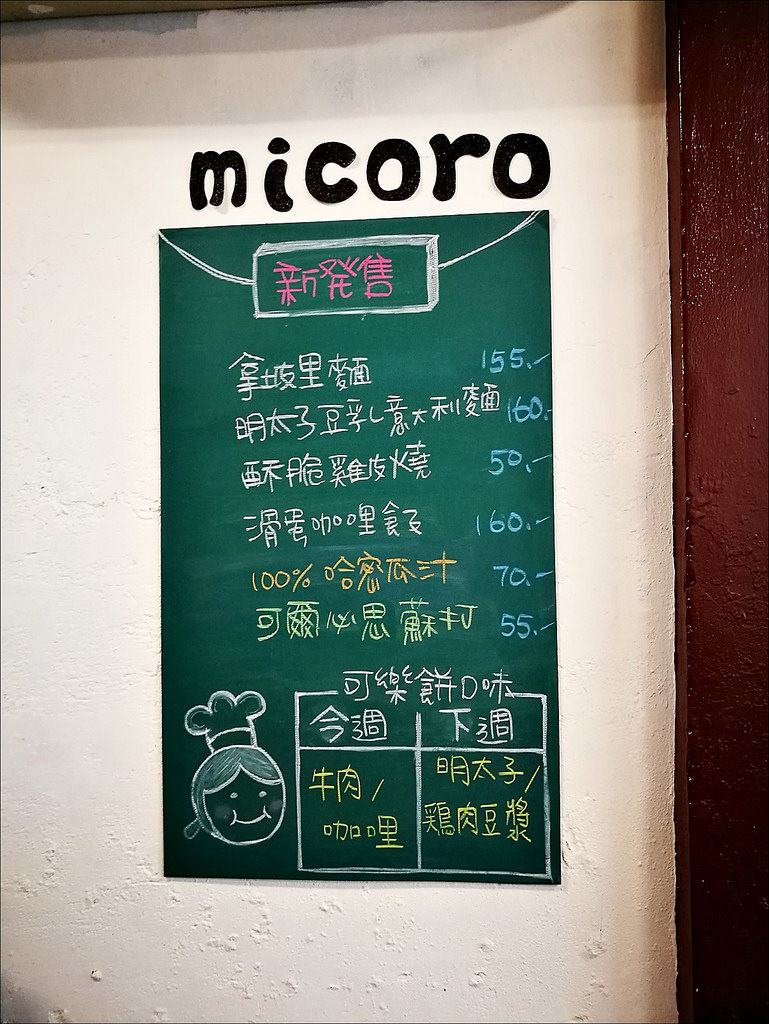 micoro
新発售
拿坡里麵 155.-
明太子豆乳意大利麵 160.
酥脆雞皮燒 50.-
滑蛋咖哩飯 160.-
100% 哈密瓜汁 70.-
可爾必思蘇打 55.-
可樂餅口味
今週 下週
牛肉/ 明太子/
咖哩 鶏肉豆漿